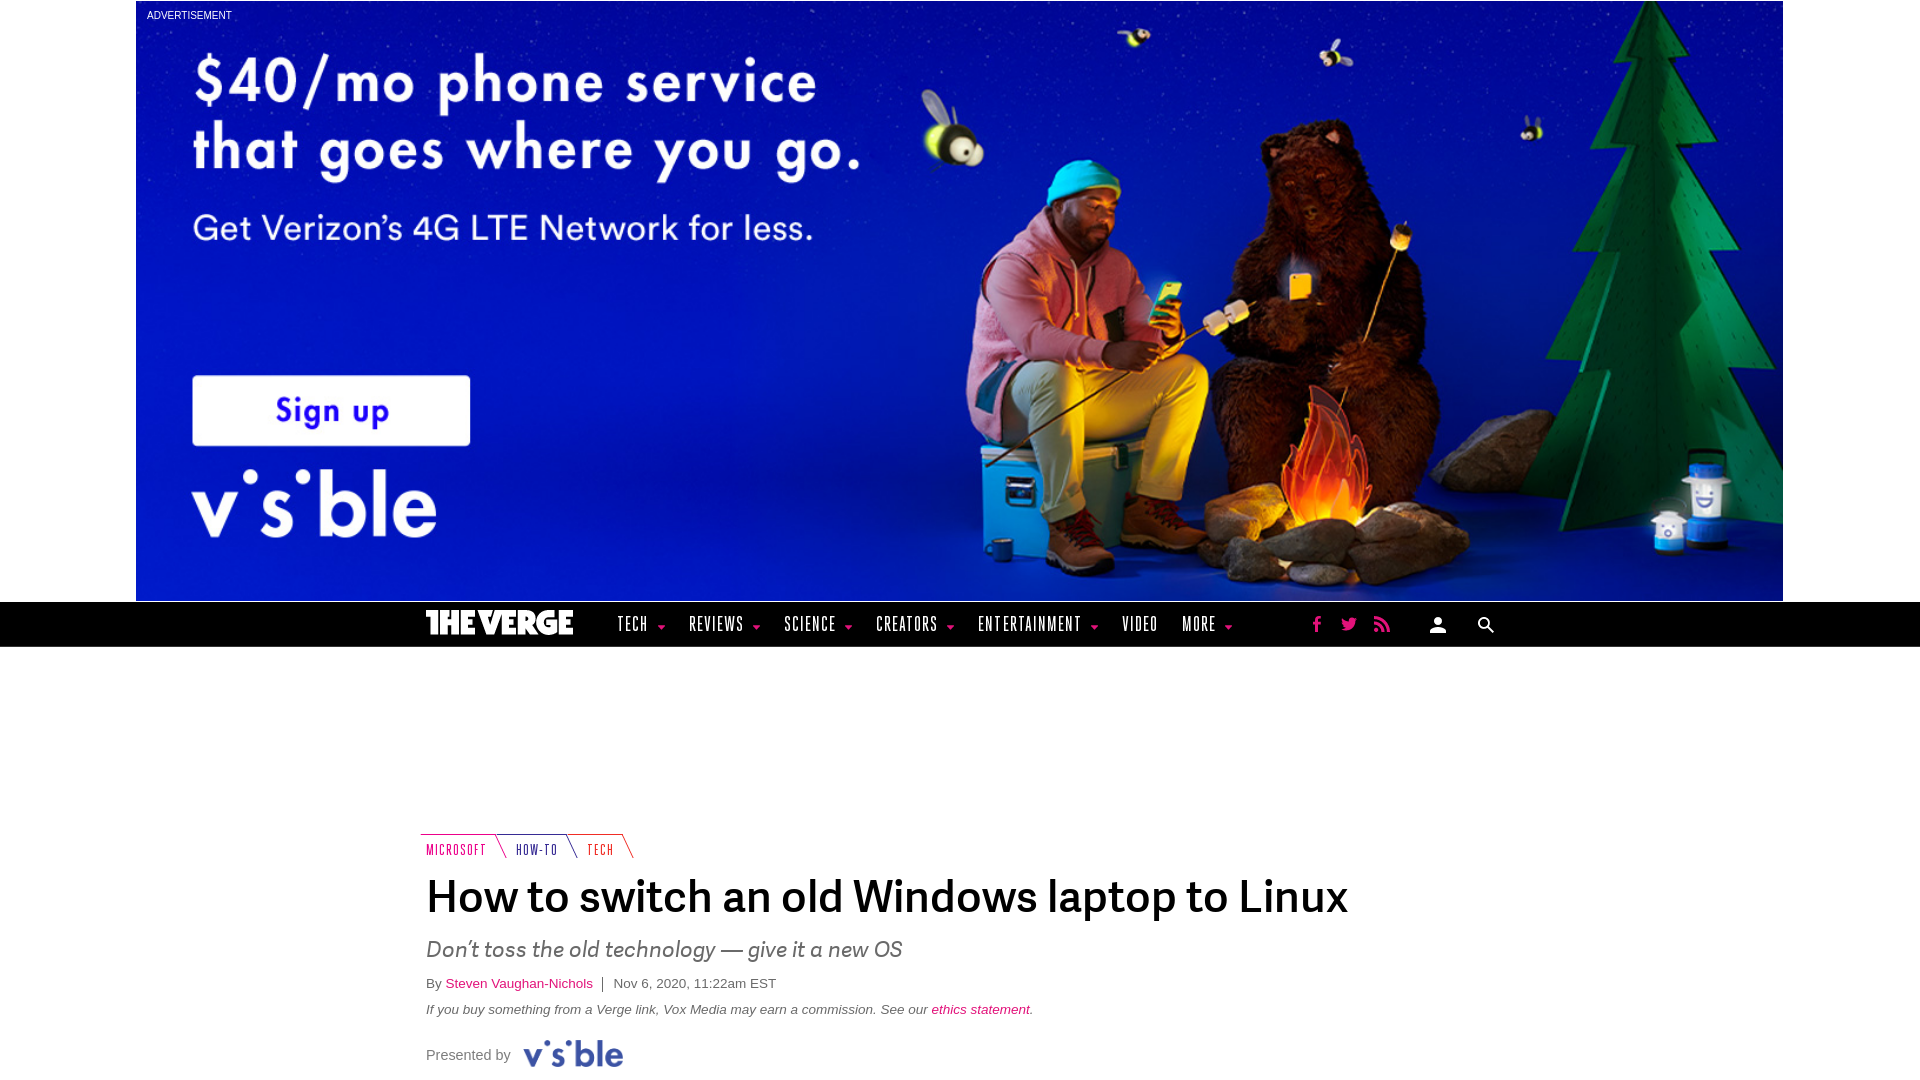 ADVERTISEMENT
$40/mo phone service
that goes where you go.
Get Verizon's 4G LTE Network for less.
Sign up
visible
THE VERGE TECH REVIEWS SCIENCE CREATORS ENTERTAINMENT VIDEO MORE
MICROSOFT HOW-TO TECH
How to switch an old Windows laptop to Linux
Don't toss the old technology — give it a new OS
By Steven Vaughan-Nichols | Nov 6, 2020, 11:22am EST
If you buy something from a Verge link, Vox Media may earn a commission. See our ethics statement.
Presented by visible